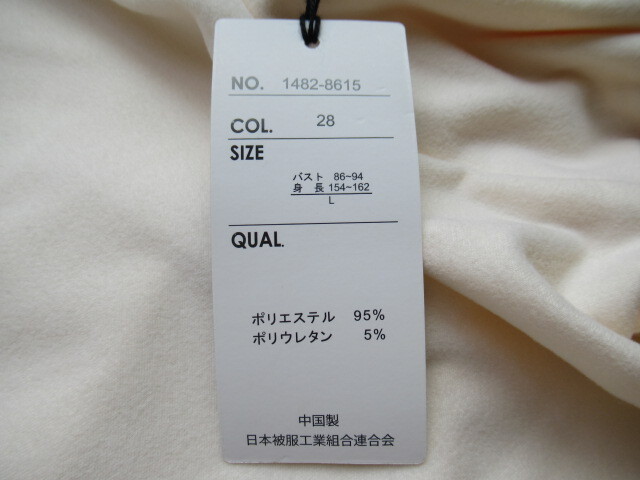 NO. 1482-8615
COL. 28
SIZE
バスト 86~94
身 長 154~162
L
QUAL.
ポリエステル 95%
ポリウレタン 5%
中国製
日本被服工業組合連合会